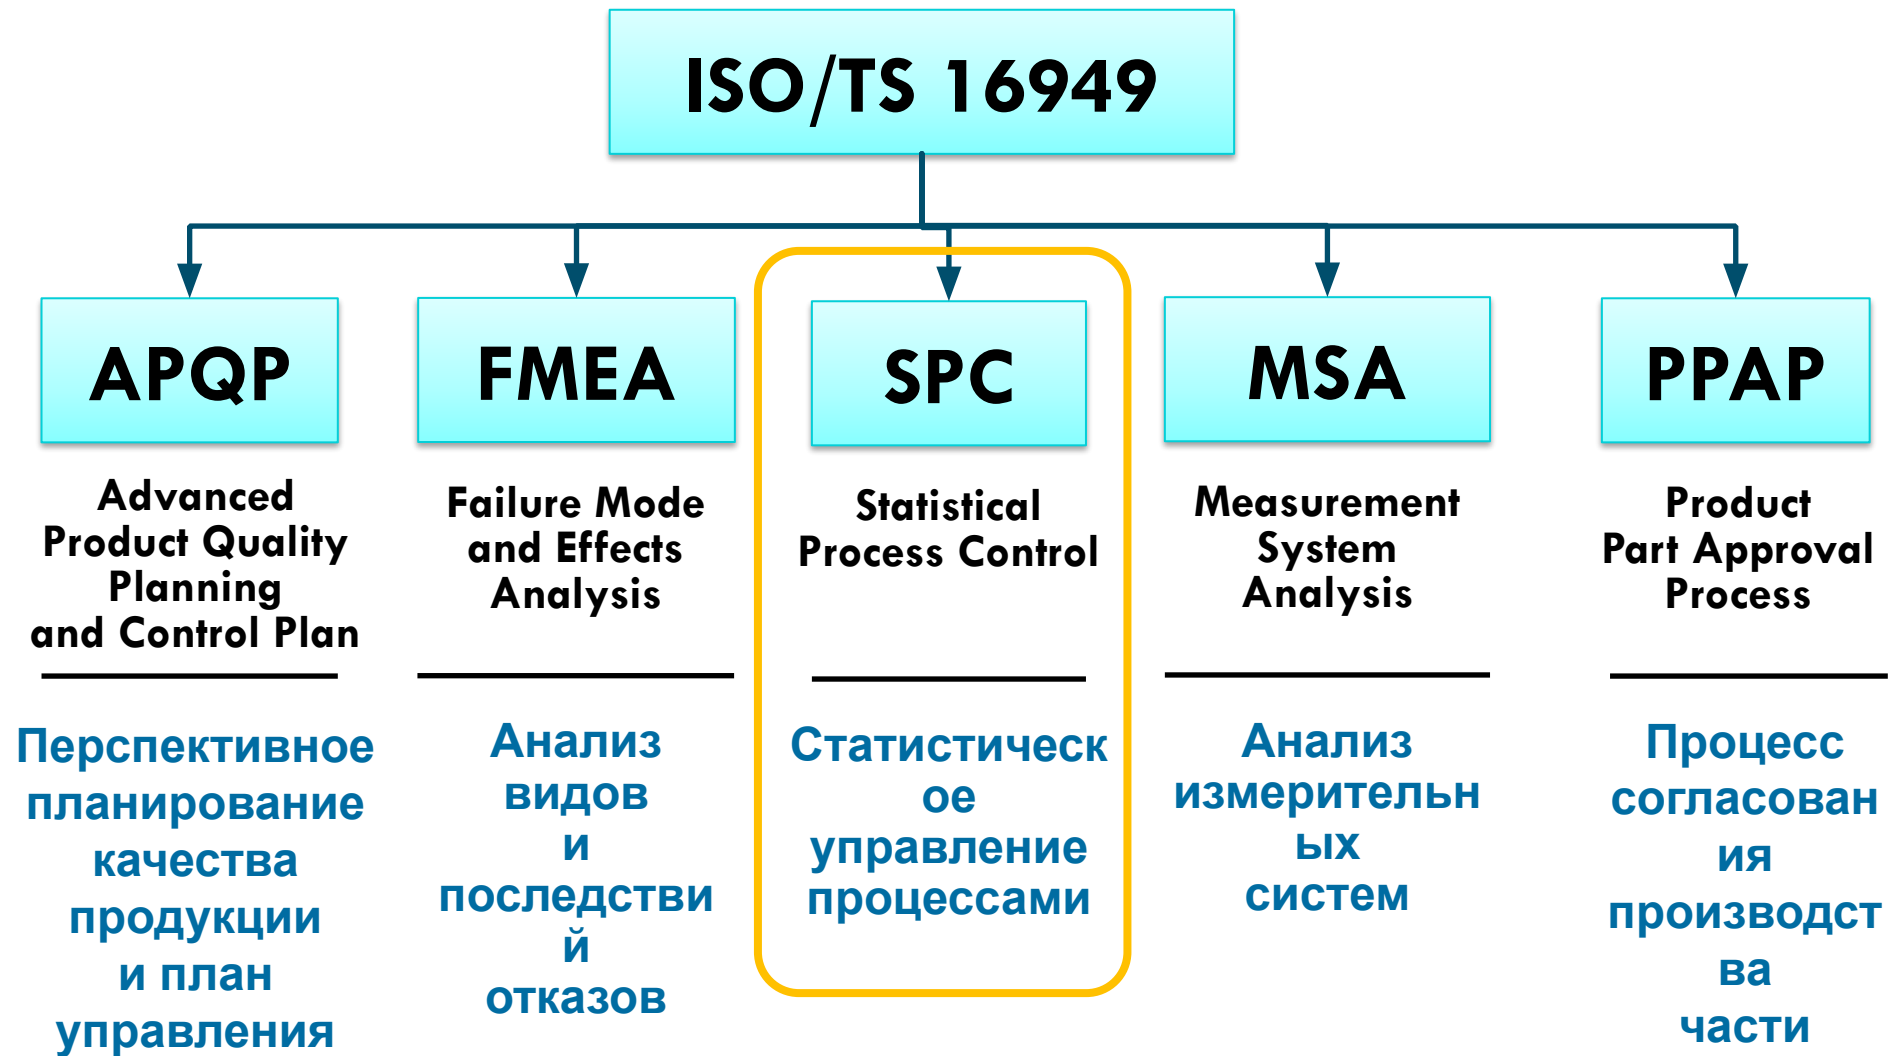 ISO/TS 16949
APQP
Advanced
Product Quality
Planning
and Control Plan
Перспективное
планирование
качества
продукции
и план
управления
FMEA
Failure Mode
and Effects
Analysis
Анализ
видов
и
последстви
й
отказов
SPC
Statistical
Process Control
Статистическ
ое
управление
процессами
MSA
Measurement
System
Analysis
Анализ
измерительн
ых
систем
PPAP
Product
Part Approval
Process
Процесс
согласован
ия
производст
ва
части